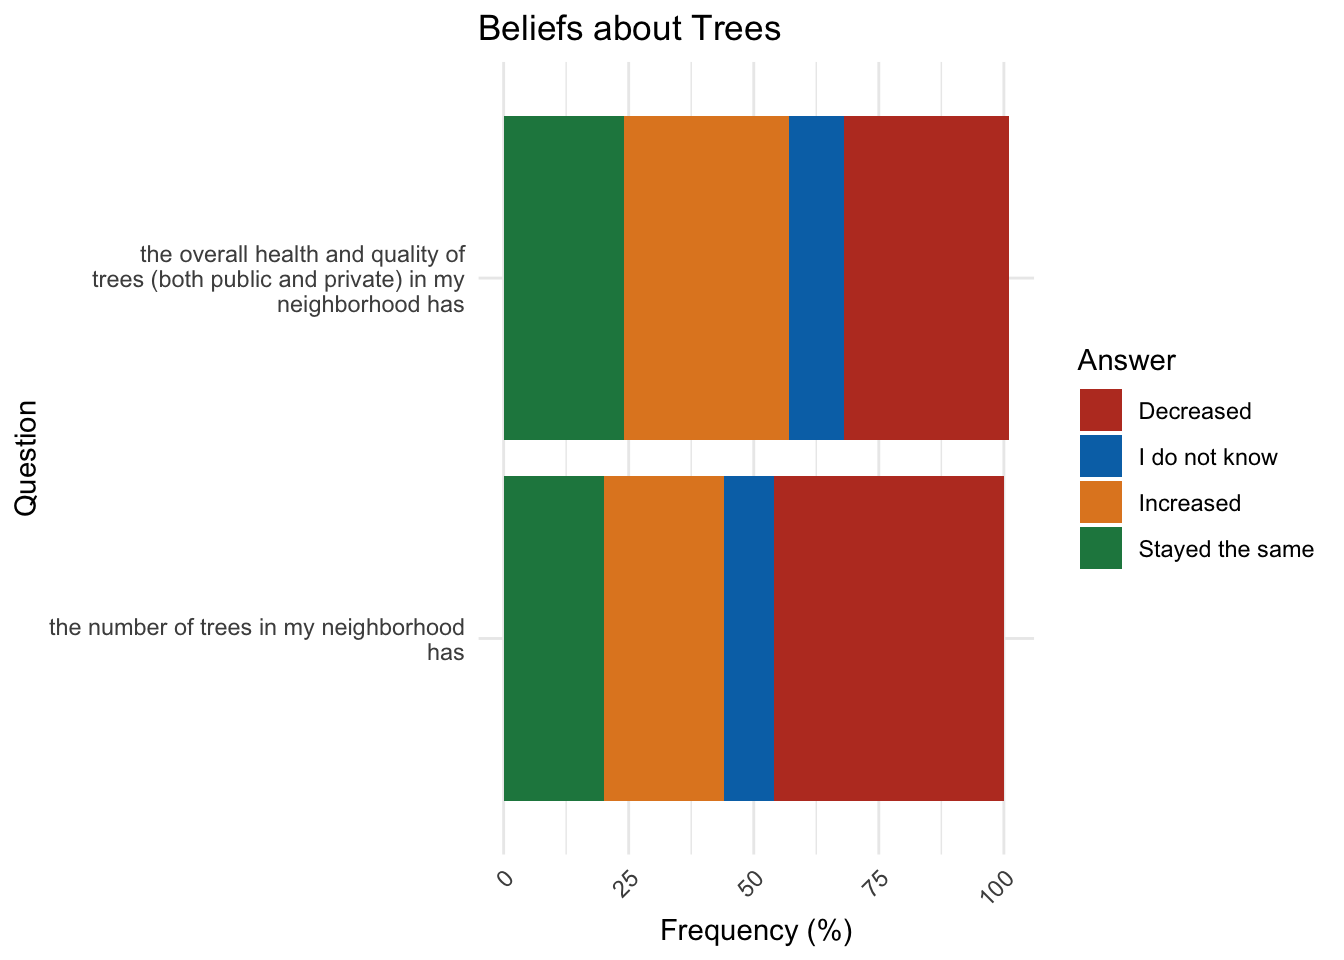 Beliefs about Trees
the overall health and quality of
trees (both public and private) in my
neighborhood has
the number of trees in my neighborhood
has
Question
0
25
50
75
100
Frequency (%)
Answer
Decreased
I do not know
Increased
Stayed the same